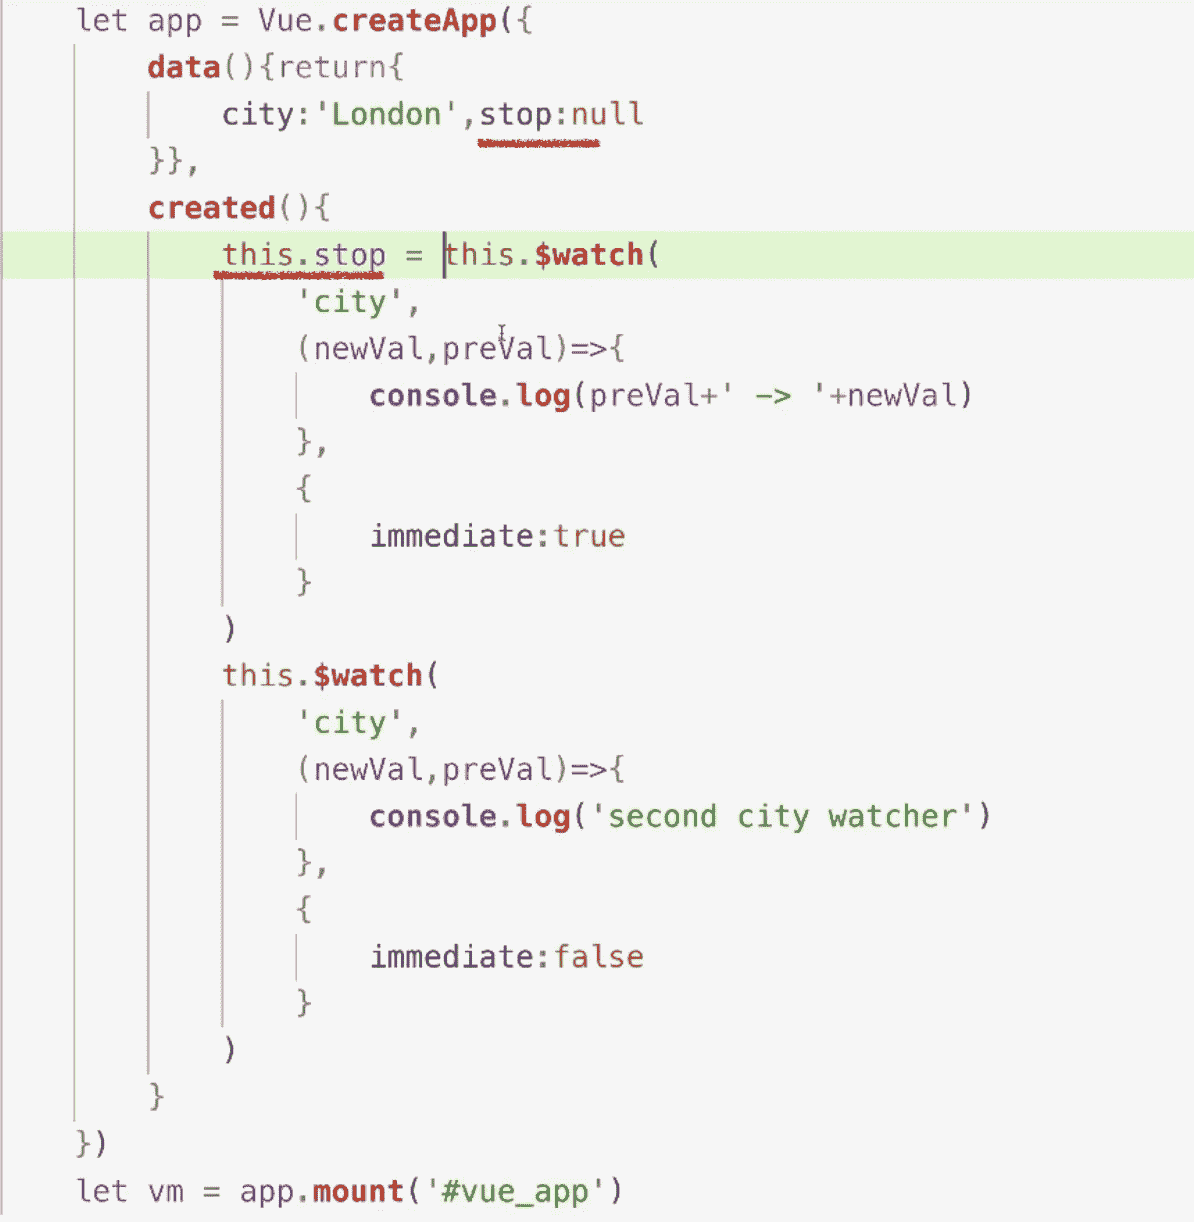 let app = Vue.createApp({
data(){return{
city:'London',stop:null
}},
created(){
this.stop = this.$watch(
'city',
(newVal,preVal)=>{
console.log(preVal+' -> '+newVal)
},
{
immediate:true
}
)
this.$watch(
'city',
(newVal,preVal)=>{
console.log('second city watcher')
},
{
immediate:false
}
)
}
})
let vm = app.mount('#vue_app')